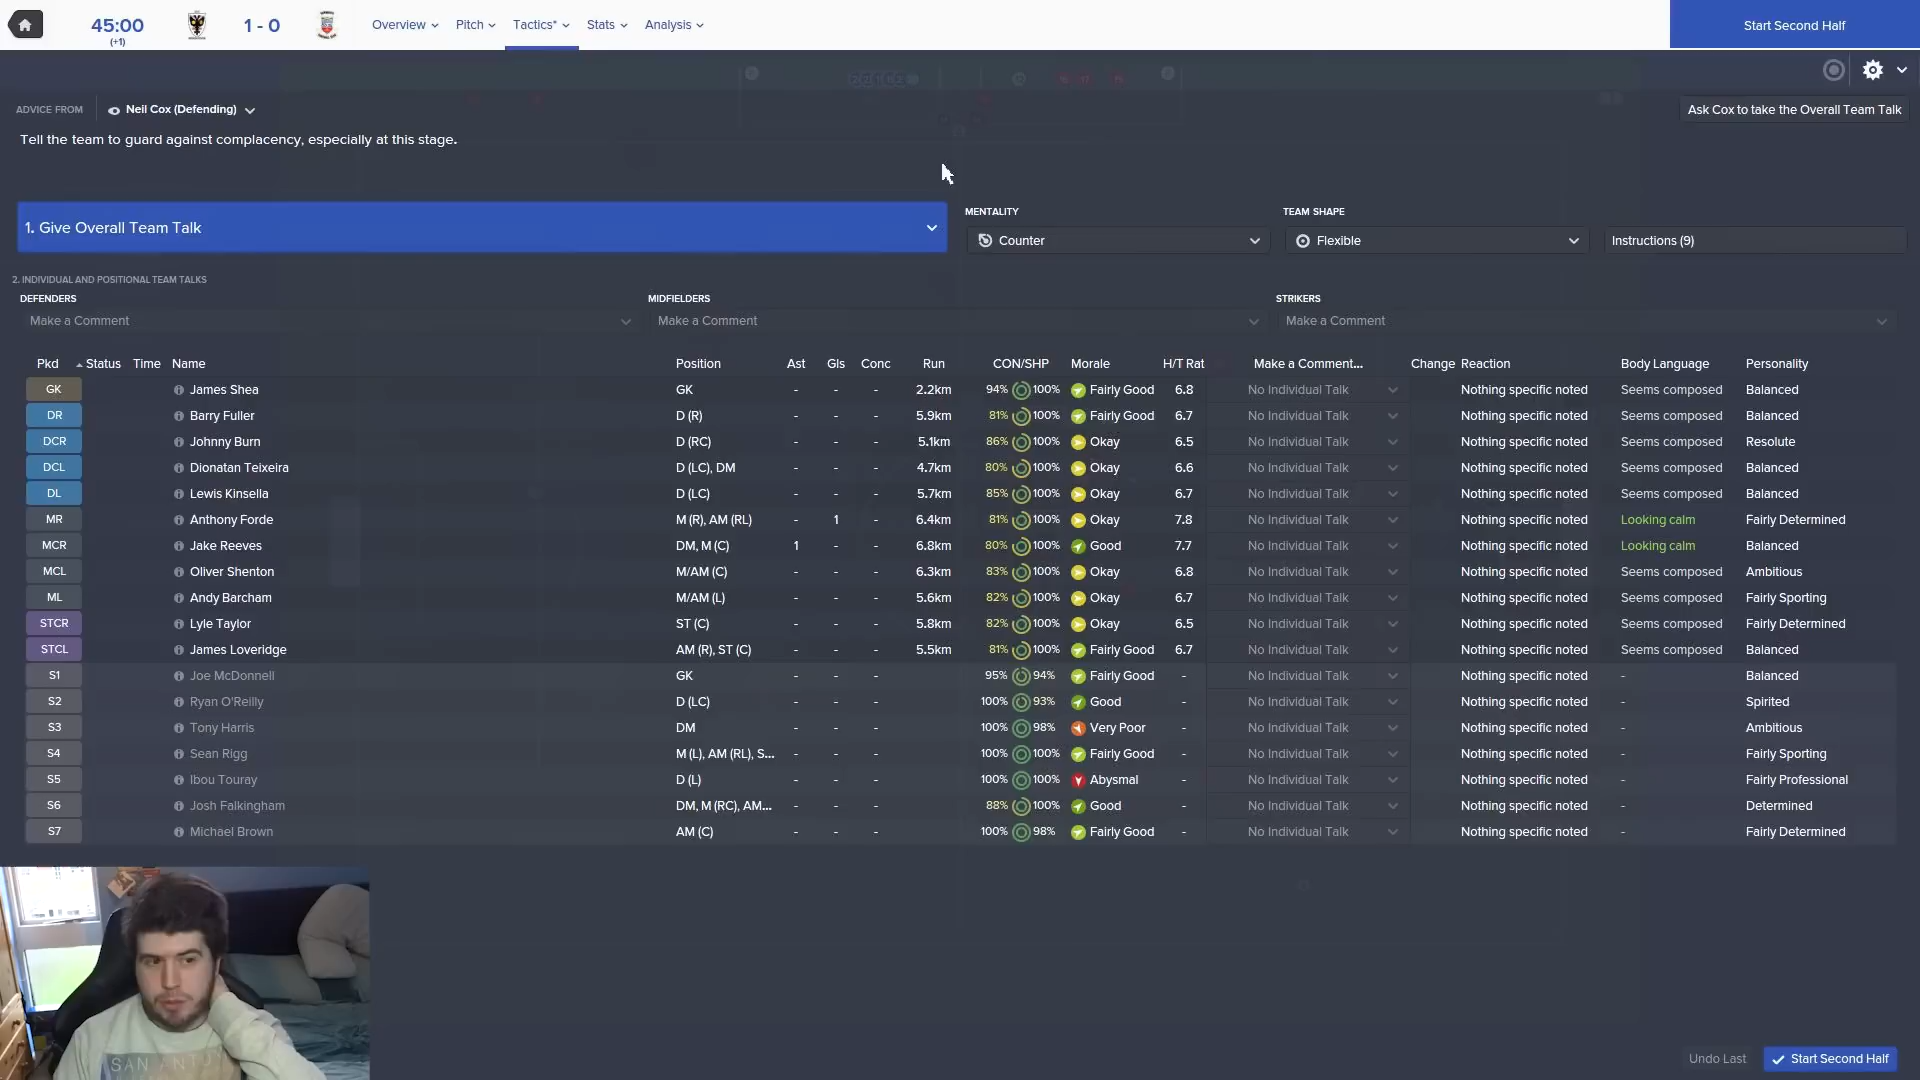 45:00
(+1)
1 - 0
Overview
Pitch
Tactics*
Stats
Analysis
Start Second Half
ADVICE FROM
Neil Cox (Defending)
Ask Cox to take the Overall Team Talk
Tell the team to guard against complacency, especially at this stage.
1. Give Overall Team Talk
MENTALITY
Counter
TEAM SHAPE
Flexible
Instructions (9)
2. INDIVIDUAL AND POSITIONAL TEAM TALKS
DEFENDERS
MIDFIELDERS
STRIKERS
Make a Comment
Make a Comment
Make a Comment
Pkd Status Time Name Position Ast Gls Conc Run CON/SHP Morale H/T Rat Make a Comment... Change Reaction Body Language Personality
GK James Shea GK - - - 2.2km 94% 100% Fairly Good 6.8 No Individual Talk Nothing specific noted Seems composed Balanced
DR Barry Fuller D (R) - - - 5.9km 81% 100% Fairly Good 6.7 No Individual Talk Nothing specific noted Seems composed Balanced
DCR Johnny Burn D (RC) - - - 5.1km 86% 100% Okay 6.5 No Individual Talk Nothing specific noted Seems composed Resolute
DCL Dionatan Teixeira D (LC), DM - - - 4.7km 80% 100% Okay 6.6 No Individual Talk Nothing specific noted Seems composed Balanced
DL Lewis Kinsella D (LC) - - - 5.7km 85% 100% Okay 6.7 No Individual Talk Nothing specific noted Seems composed Balanced
MR Anthony Forde M (R), AM (RL) - 1 - 6.4km 81% 100% Okay 7.8 No Individual Talk Nothing specific noted Looking calm Fairly Determined
MCR Jake Reeves DM, M (C) 1 - - 6.8km 80% 100% Good 7.7 No Individual Talk Nothing specific noted Looking calm Balanced
MCL Oliver Shenton M/AM (C) - - - 6.3km 83% 100% Okay 6.8 No Individual Talk Nothing specific noted Seems composed Ambitious
ML Andy Barcham M/AM (L) - - - 5.6km 82% 100% Okay 6.7 No Individual Talk Nothing specific noted Seems composed Fairly Sporting
STCR Lyle Taylor ST (C) - - - 5.8km 82% 100% Okay 6.5 No Individual Talk Nothing specific noted Seems composed Fairly Determined
STCL James Loveridge AM (R), ST (C) - - - 5.5km 81% 100% Fairly Good 6.7 No Individual Talk Nothing specific noted Seems composed Balanced
S1 Joe McDonnell GK - - - 95% 94% Fairly Good - No Individual Talk Nothing specific noted - Balanced
S2 Ryan O'Reilly D (LC) - - - 100% 93% Good - No Individual Talk Nothing specific noted - Spirited
S3 Tony Harris DM - - - 100% 98% Very Poor - No Individual Talk Nothing specific noted - Ambitious
S4 Sean Rigg M (L), AM (RL), S... - - - 100% 100% Fairly Good - No Individual Talk Nothing specific noted - Fairly Sporting
S5 Ibou Touray D (L) - - - 100% 100% Abysmal - No Individual Talk Nothing specific noted - Fairly Professional
S6 Josh Falkingham DM, M (RC), AM... - - - 88% 100% Good - No Individual Talk Nothing specific noted - Determined
S7 Michael Brown AM (C) - - - 100% 98% Fairly Good - No Individual Talk Nothing specific noted - Fairly Determined
SAN ANTO
Undo Last
Start Second Half